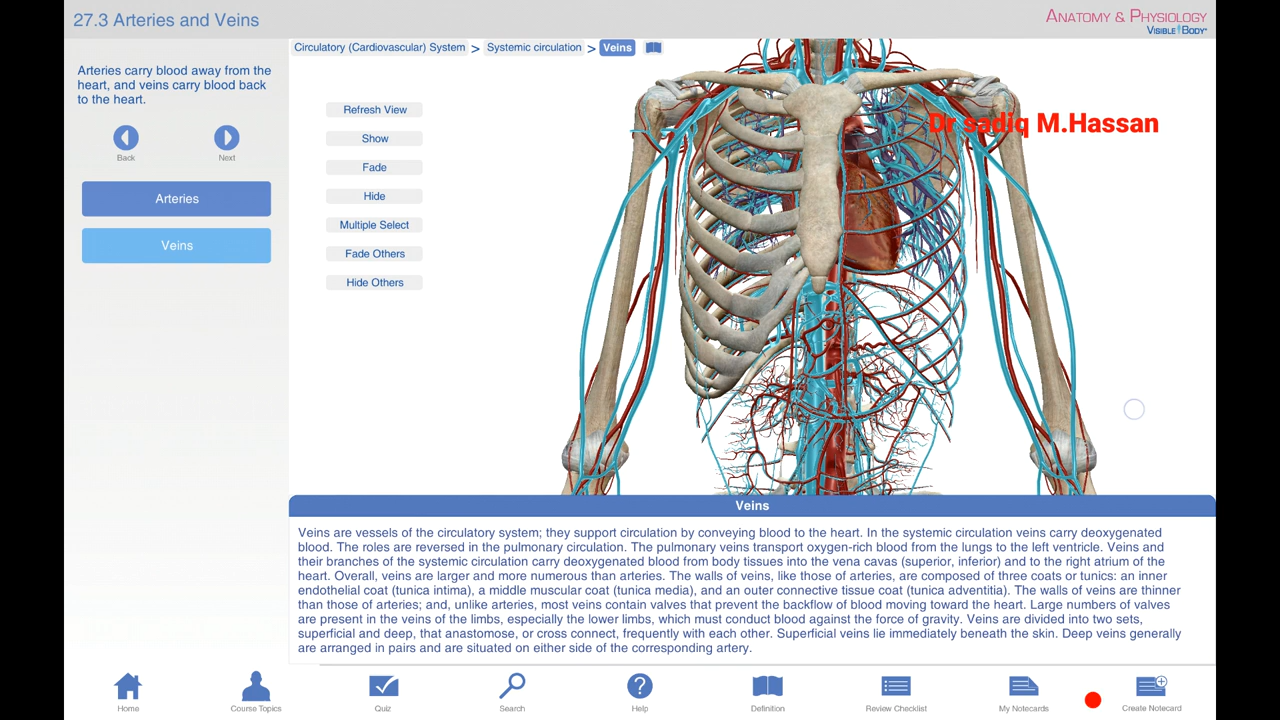 27.3 Arteries and Veins
ANATOMY & PHYSIOLOGY
VISIBLE BODY®
Arteries carry blood away from the
heart, and veins carry blood back
to the heart.
Back
Next
Arteries
Veins
Circulatory (Cardiovascular) System > Systemic circulation > Veins
Refresh View
Show
Fade
Hide
Multiple Select
Fade Others
Hide Others
Dr sadiq M.Hassan
Veins
Veins are vessels of the circulatory system; they support circulation by conveying blood to the heart. In the systemic circulation veins carry deoxygenated
blood. The roles are reversed in the pulmonary circulation. The pulmonary veins transport oxygen-rich blood from the lungs to the left ventricle. Veins and
their branches of the systemic circulation carry deoxygenated blood from body tissues into the vena cavas (superior, inferior) and to the right atrium of the
heart. Overall, veins are larger and more numerous than arteries. The walls of veins, like those of arteries, are composed of three coats or tunics: an inner
endothelial coat (tunica intima), a middle muscular coat (tunica media), and an outer connective tissue coat (tunica adventitia). The walls of veins are thinner
than those of arteries; and, unlike arteries, most veins contain valves that prevent the backflow of blood moving toward the heart. Large numbers of valves
are present in the veins of the limbs, especially the lower limbs, which must conduct blood against the force of gravity. Veins are divided into two sets,
superficial and deep, that anastomose, or cross connect, frequently with each other. Superficial veins lie immediately beneath the skin. Deep veins generally
are arranged in pairs and are situated on either side of the corresponding artery.
Home
Course Topics
Quiz
Search
Help
Definition
Review Checklist
My Notecards
Create Notecard